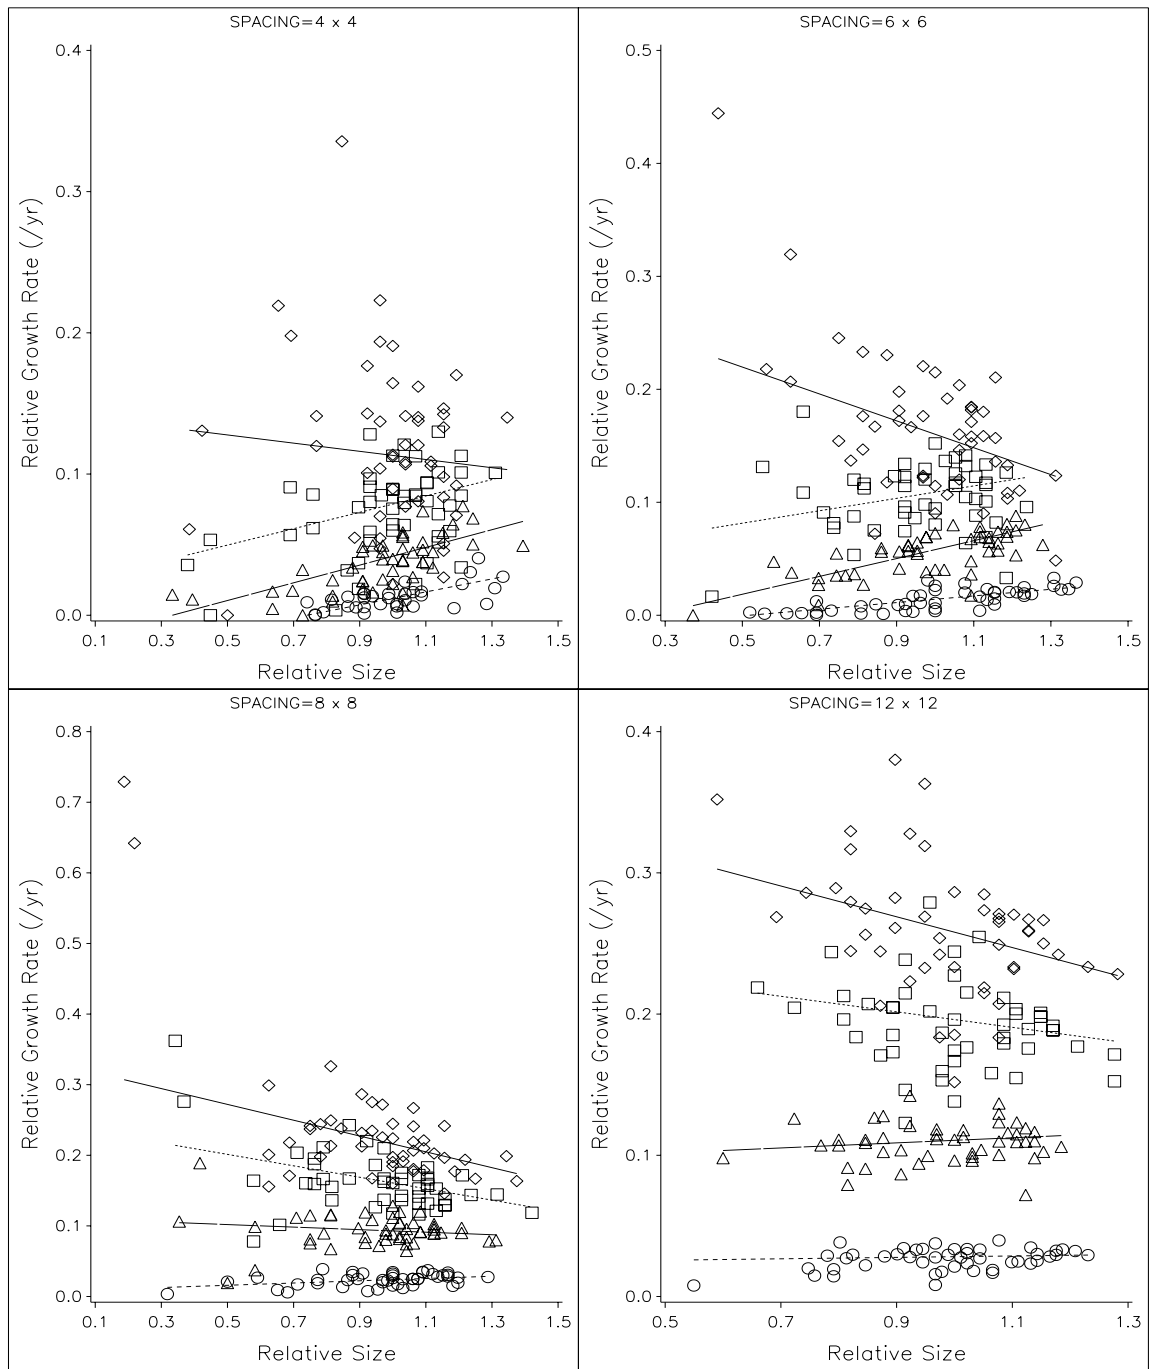 SPACING=4 x 4
0.4
0.3
0.2
0.1
0.0
Relative Growth Rate (/yr)
0.1 0.3 0.5 0.7 0.9 1.1 1.3 1.5
Relative Size
SPACING=6 x 6
0.5
0.4
0.3
0.2
0.1
0.0
Relative Growth Rate (/yr)
0.3 0.5 0.7 0.9 1.1 1.3 1.5
Relative Size
SPACING=8 x 8
0.8
0.7
0.6
0.5
0.4
0.3
0.2
0.1
0.0
Relative Growth Rate (/yr)
0.1 0.3 0.5 0.7 0.9 1.1 1.3 1.5
Relative Size
SPACING=12 x 12
0.4
0.3
0.2
0.1
0.0
Relative Growth Rate (/yr)
0.5 0.7 0.9 1.1 1.3
Relative Size